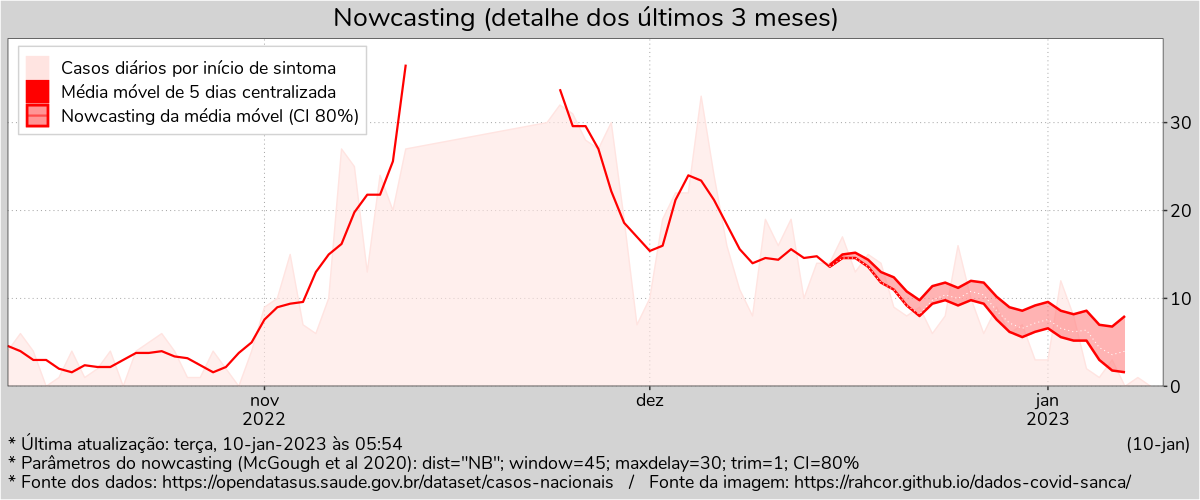 Nowcasting (detalhe dos últimos 3 meses)
Casos diários por início de sintoma
Média móvel de 5 dias centralizada
Nowcasting da média móvel (CI 80%)
30
20
10
0
nov
2022
dez
jan
2023
* Última atualização: terça, 10-jan-2023 às 05:54
(10-jan)
* Parâmetros do nowcasting (McGough et al 2020): dist="NB"; window=45; maxdelay=30; trim=1; CI=80%
* Fonte dos dados: https://opendatasus.saude.gov.br/dataset/casos-nacionais / Fonte da imagem: https://rahcor.github.io/dados-covid-sanca/